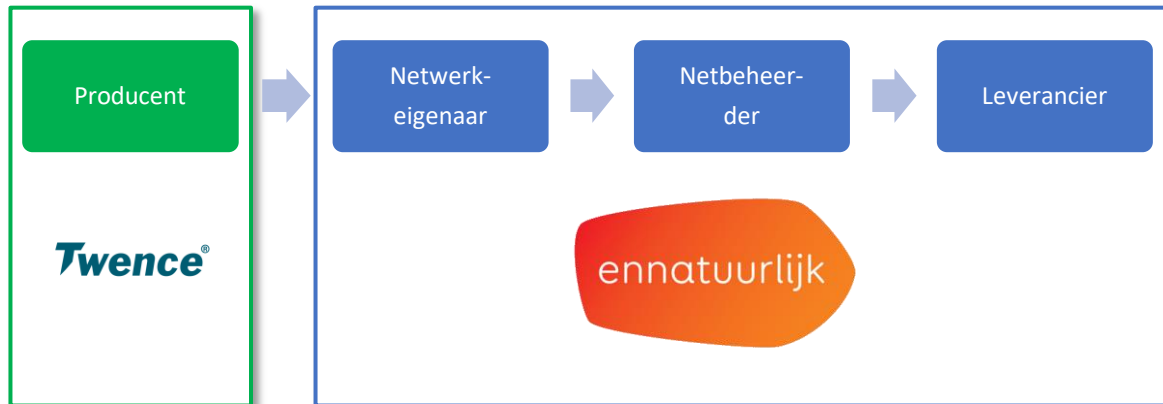 Producent
Netwerk-
eigenaar
Netbeheer-
der
Leverancier
Twence®
ennatuurlijk